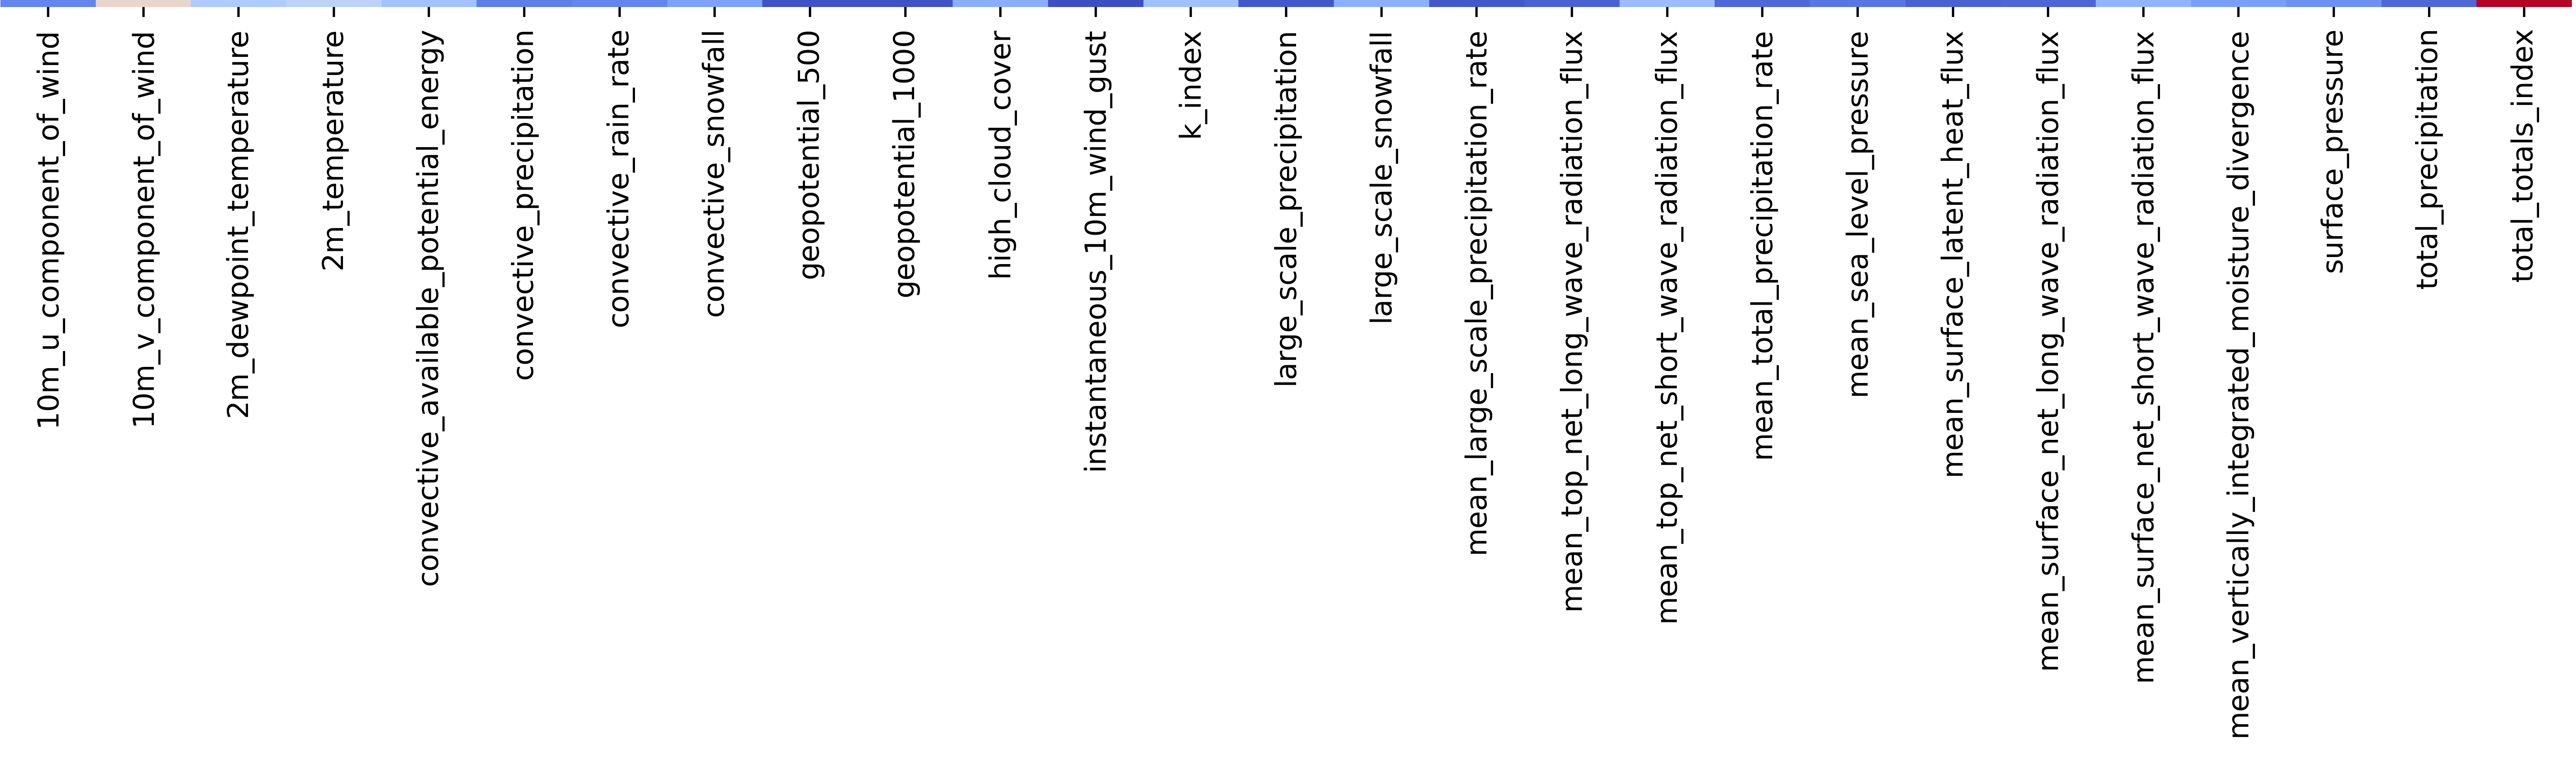 10m_u_component_of_wind
10m_v_component_of_wind
2m_dewpoint_temperature
2m_temperature
convective_available_potential_energy
convective_precipitation
convective_rain_rate
convective_snowfall
geopotential_500
geopotential_1000
high_cloud_cover
instantaneous_10m_wind_gust
k_index
large_scale_precipitation
large_scale_snowfall
mean_large_scale_precipitation_rate
mean_top_net_long_wave_radiation_flux
mean_top_net_short_wave_radiation_flux
mean_total_precipitation_rate
mean_sea_level_pressure
mean_surface_latent_heat_flux
mean_surface_net_long_wave_radiation_flux
mean_surface_net_short_wave_radiation_flux
mean_vertically_integrated_moisture_divergence
surface_pressure
total_precipitation
total_totals_index